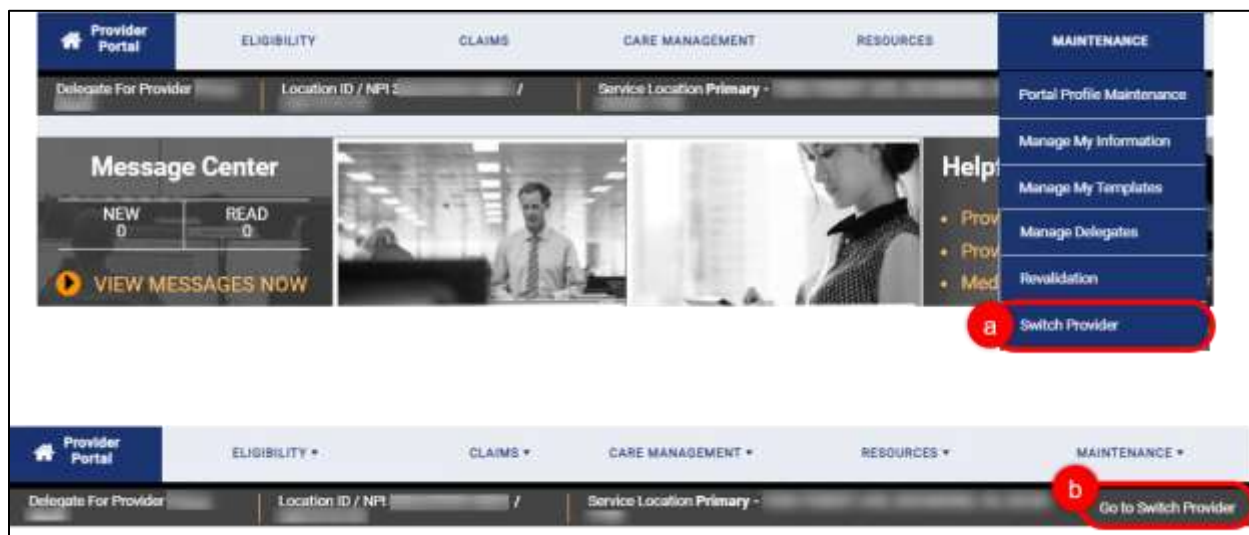 Provider
Portal
ELIGIBILITY
CLAIMS
CARE MANAGEMENT
RESOURCES
MAINTENANCE
Delegate For Provider
Location ID / NPI
/
Service Location Primary -
Portal Profile Maintenance
Manage My Information
Manage My Templates
Manage Delegates
Revalidation
a
Switch Provider
Message Center
NEW
0
READ
0
VIEW MESSAGES NOW
Help
• Prov
• Prov
• Med
Provider
Portal
ELIGIBILITY ▾
CLAIMS ▾
CARE MANAGEMENT ▾
RESOURCES ▾
MAINTENANCE ▾
Delegate For Provider
Location ID / NPI
/
Service Location Primary -
b
Go to Switch Provider